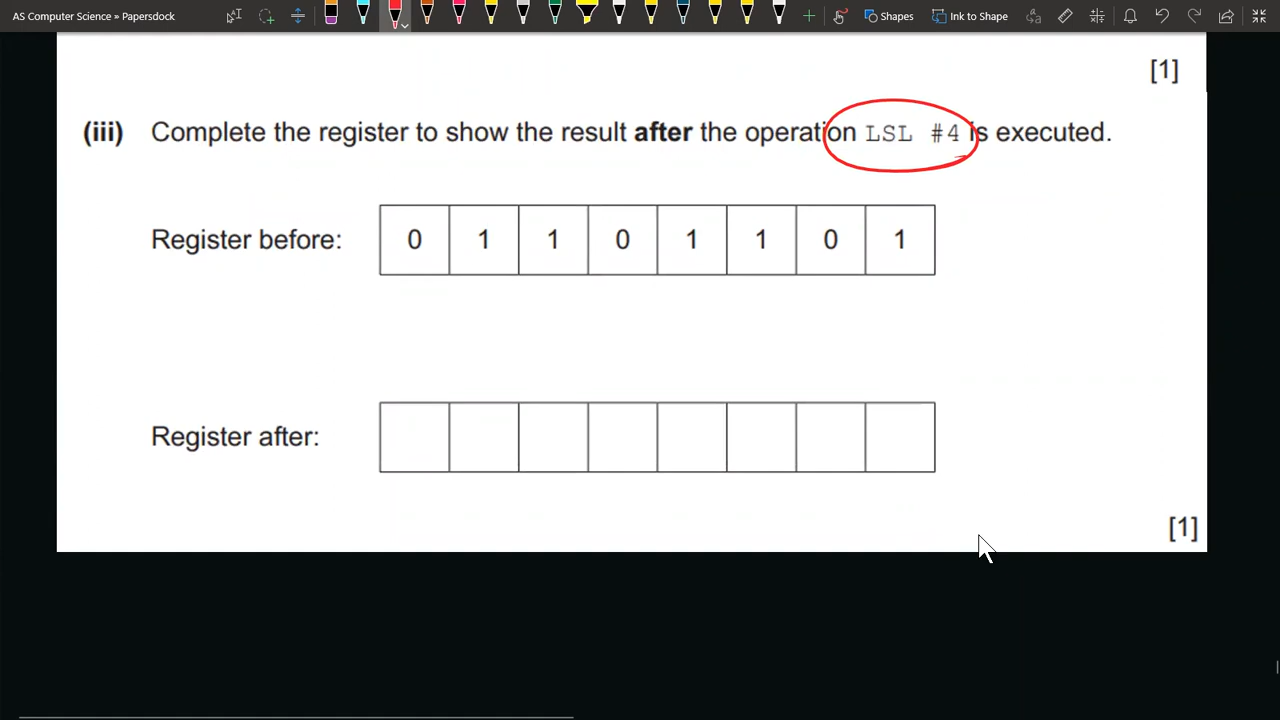 AS Computer Science » Papersdock
Shapes
Ink to Shape
[1]
(iii) Complete the register to show the result after the operation LSL #4 is executed.
Register before: 0 1 1 0 1 1 0 1
Register after:
[1]